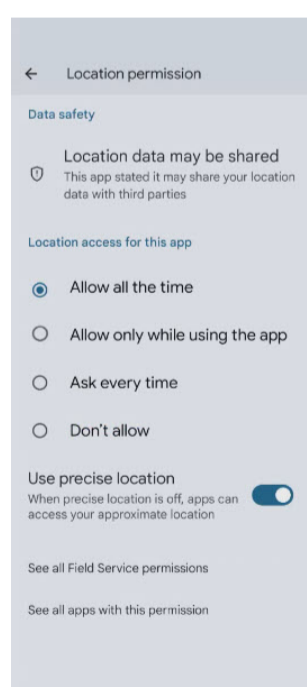 Location permission
Data safety
Location data may be shared
This app stated it may share your location
data with third parties
Location access for this app
Allow all the time
Allow only while using the app
Ask every time
Don't allow
Use precise location
When precise location is off, apps can
access your approximate location
See all Field Service permissions
See all apps with this permission